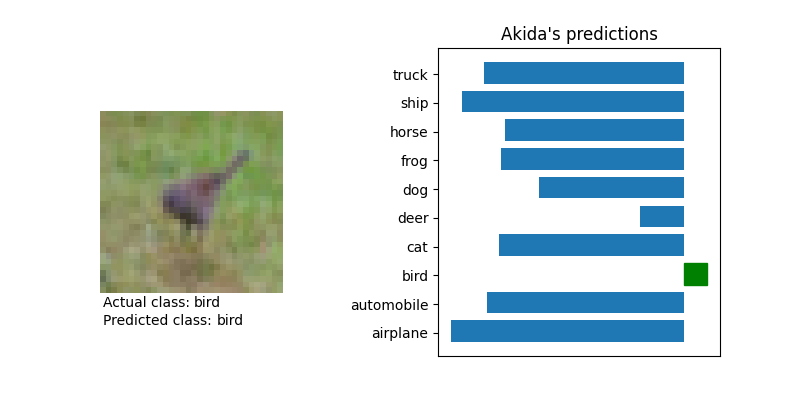 Akida's predictions
truck
ship
horse
frog
dog
deer
cat
bird
automobile
airplane
Actual class: bird
Predicted class: bird